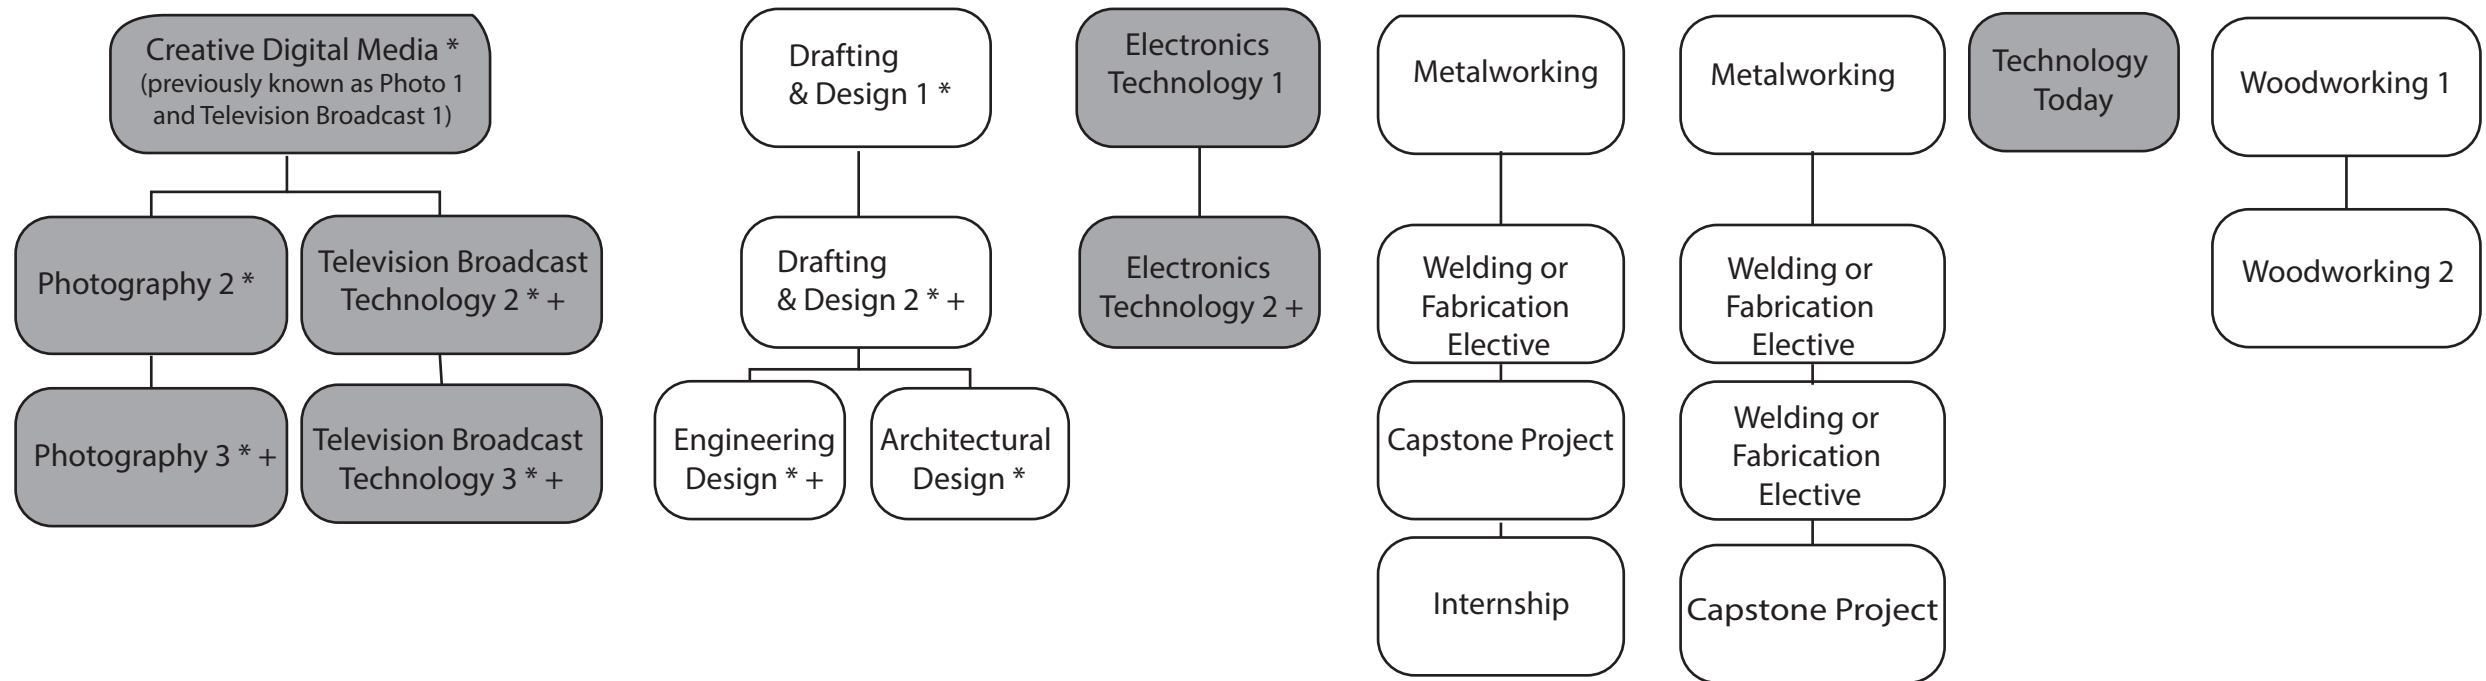 Creative Digital Media *
(previously known as Photo 1
and Television Broadcast 1)
Photography 2 *
Television Broadcast
Technology 2 * +
Photography 3 * +
Television Broadcast
Technology 3 * +
Drafting
& Design 1 *
Drafting
& Design 2 * +
Engineering
Design * +
Architectural
Design *
Electronics
Technology 1
Electronics
Technology 2 +
Metalworking
Welding or
Fabrication
Elective
Capstone Project
Internship
Metalworking
Welding or
Fabrication
Elective
Welding or
Fabrication
Elective
Capstone Project
Technology
Today
Woodworking 1
Woodworking 2